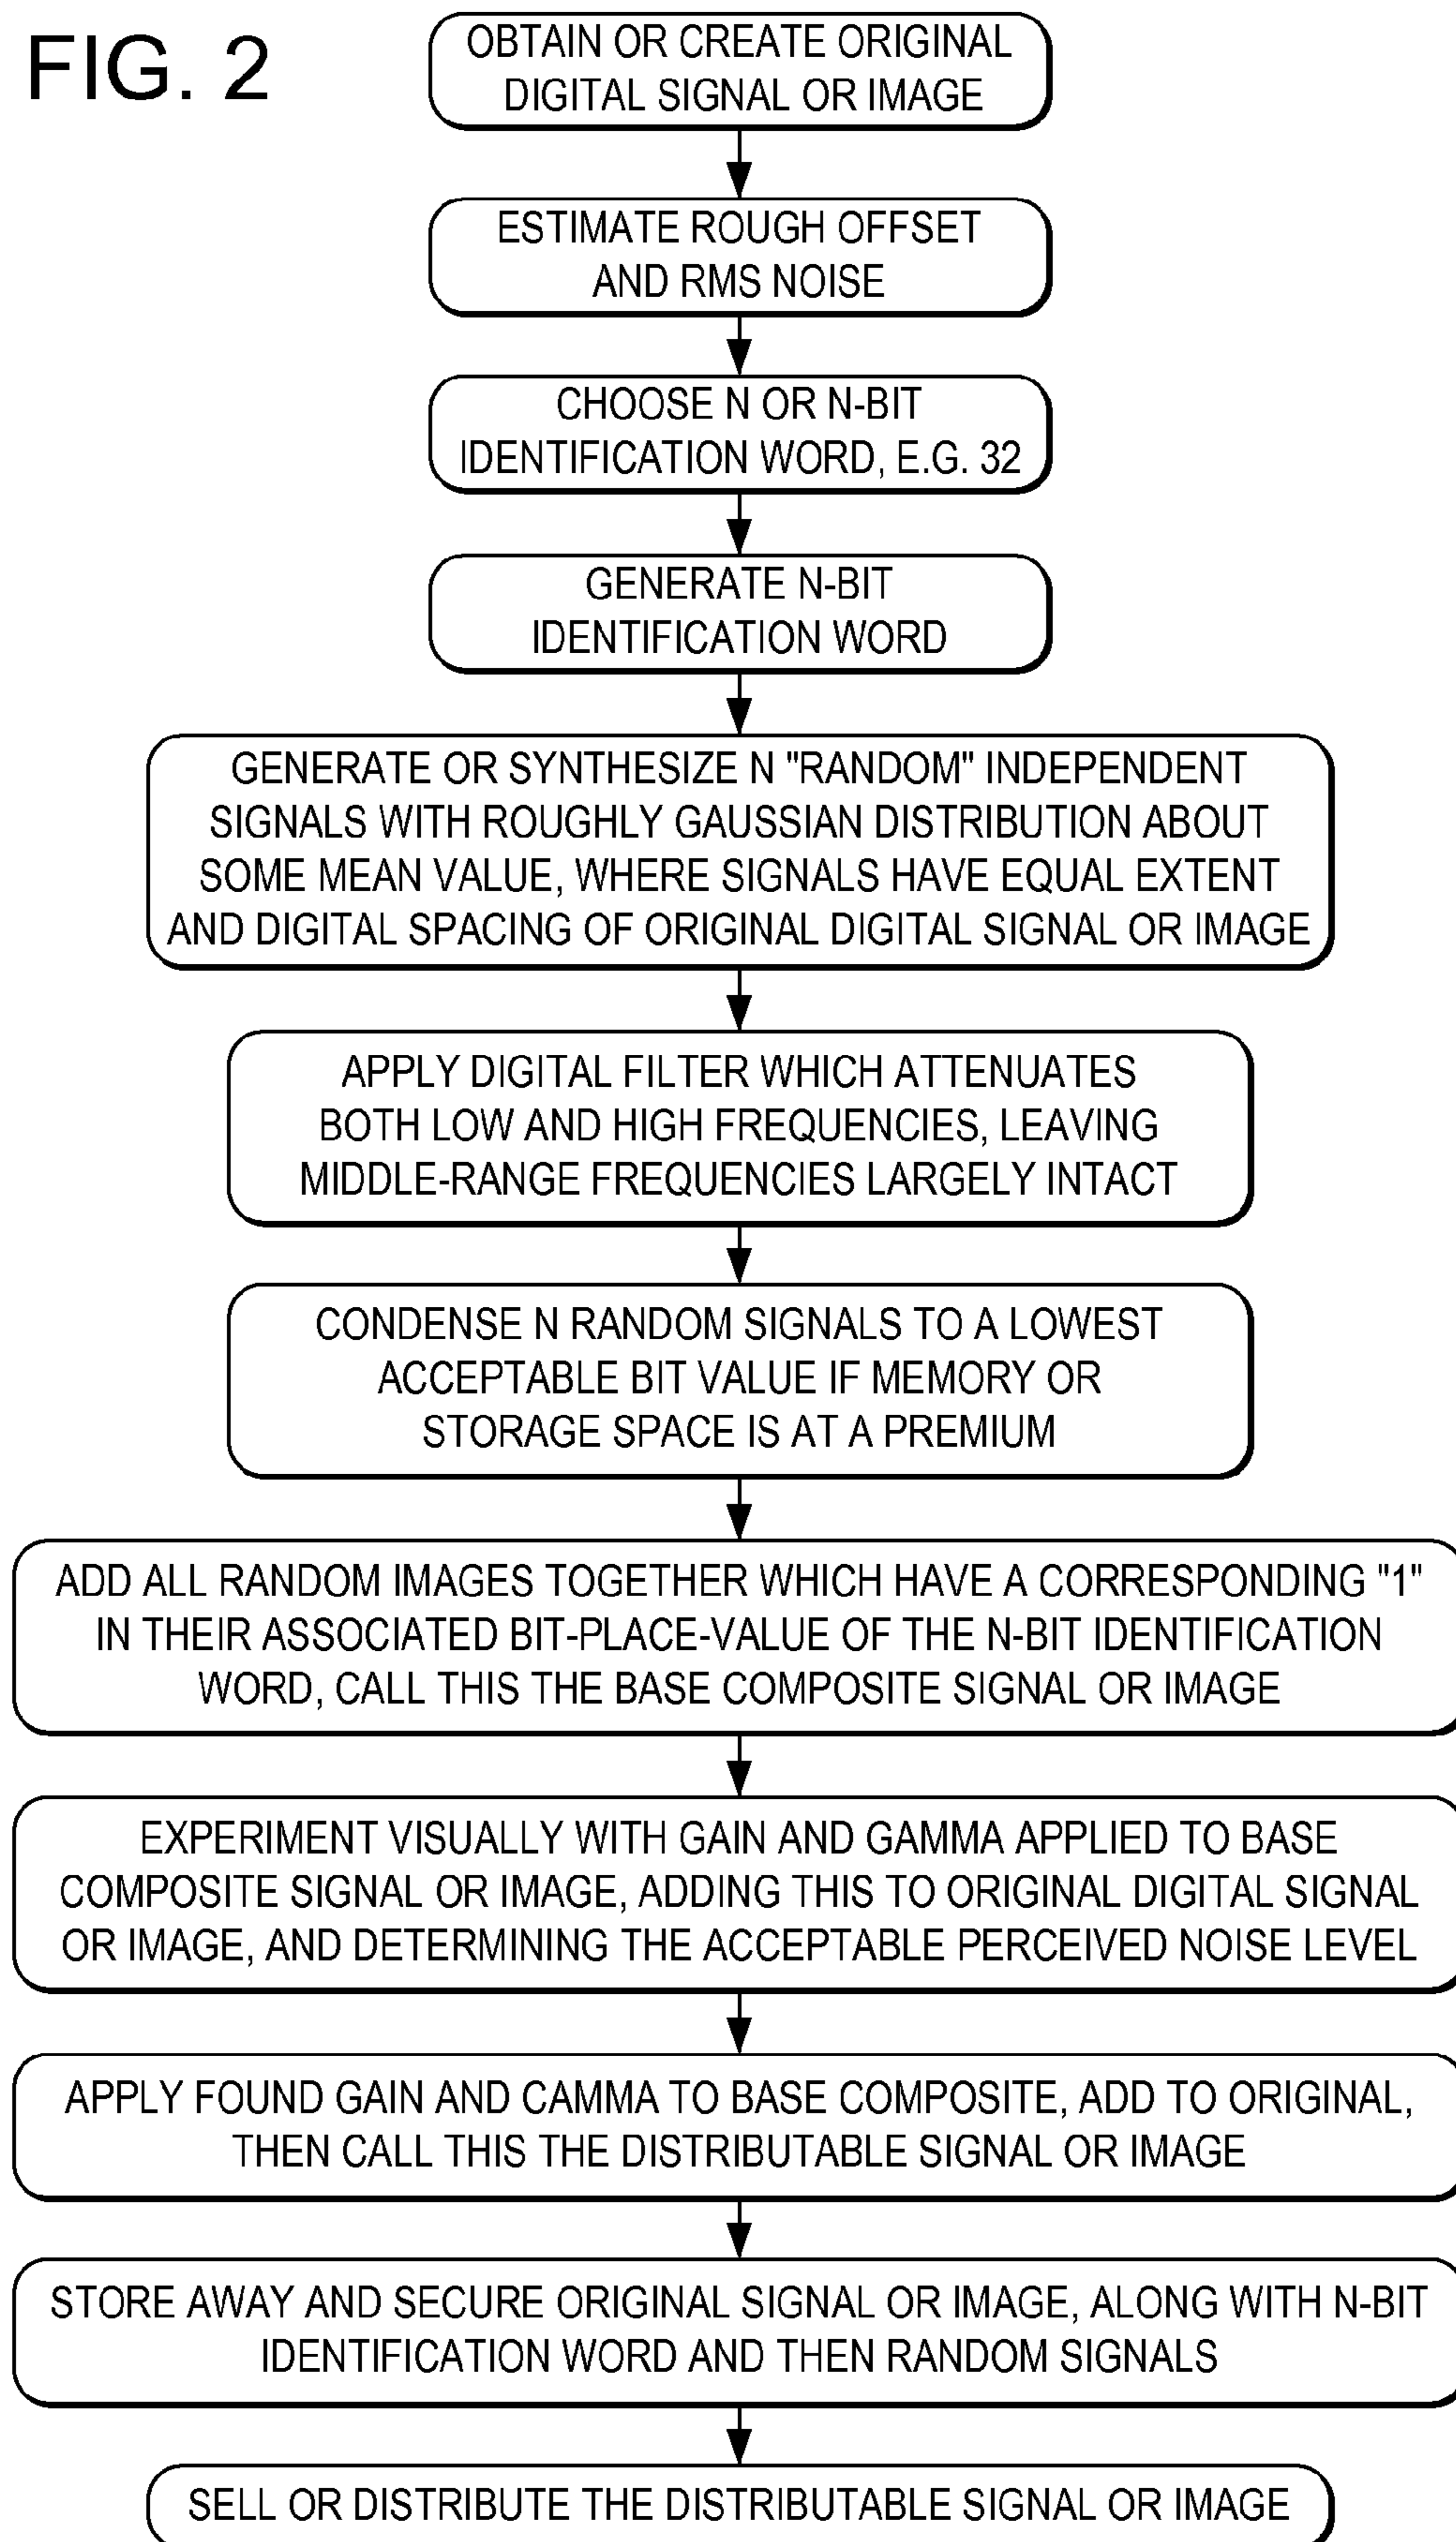 FIG. 2
OBTAIN OR CREATE ORIGINAL
DIGITAL SIGNAL OR IMAGE
ESTIMATE ROUGH OFFSET
AND RMS NOISE
CHOOSE N OR N-BIT
IDENTIFICATION WORD, E.G. 32
GENERATE N-BIT
IDENTIFICATION WORD
GENERATE OR SYNTHESIZE N "RANDOM" INDEPENDENT
SIGNALS WITH ROUGHLY GAUSSIAN DISTRIBUTION ABOUT
SOME MEAN VALUE, WHERE SIGNALS HAVE EQUAL EXTENT
AND DIGITAL SPACING OF ORIGINAL DIGITAL SIGNAL OR IMAGE
APPLY DIGITAL FILTER WHICH ATTENUATES
BOTH LOW AND HIGH FREQUENCIES, LEAVING
MIDDLE-RANGE FREQUENCIES LARGELY INTACT
CONDENSE N RANDOM SIGNALS TO A LOWEST
ACCEPTABLE BIT VALUE IF MEMORY OR
STORAGE SPACE IS AT A PREMIUM
ADD ALL RANDOM IMAGES TOGETHER WHICH HAVE A CORRESPONDING "1"
IN THEIR ASSOCIATED BIT-PLACE-VALUE OF THE N-BIT IDENTIFICATION
WORD, CALL THIS THE BASE COMPOSITE SIGNAL OR IMAGE
EXPERIMENT VISUALLY WITH GAIN AND GAMMA APPLIED TO BASE
COMPOSITE SIGNAL OR IMAGE, ADDING THIS TO ORIGINAL DIGITAL SIGNAL
OR IMAGE, AND DETERMINING THE ACCEPTABLE PERCEIVED NOISE LEVEL
APPLY FOUND GAIN AND CAMMA TO BASE COMPOSITE, ADD TO ORIGINAL,
THEN CALL THIS THE DISTRIBUTABLE SIGNAL OR IMAGE
STORE AWAY AND SECURE ORIGINAL SIGNAL OR IMAGE, ALONG WITH N-BIT
IDENTIFICATION WORD AND THEN RANDOM SIGNALS
SELL OR DISTRIBUTE THE DISTRIBUTABLE SIGNAL OR IMAGE